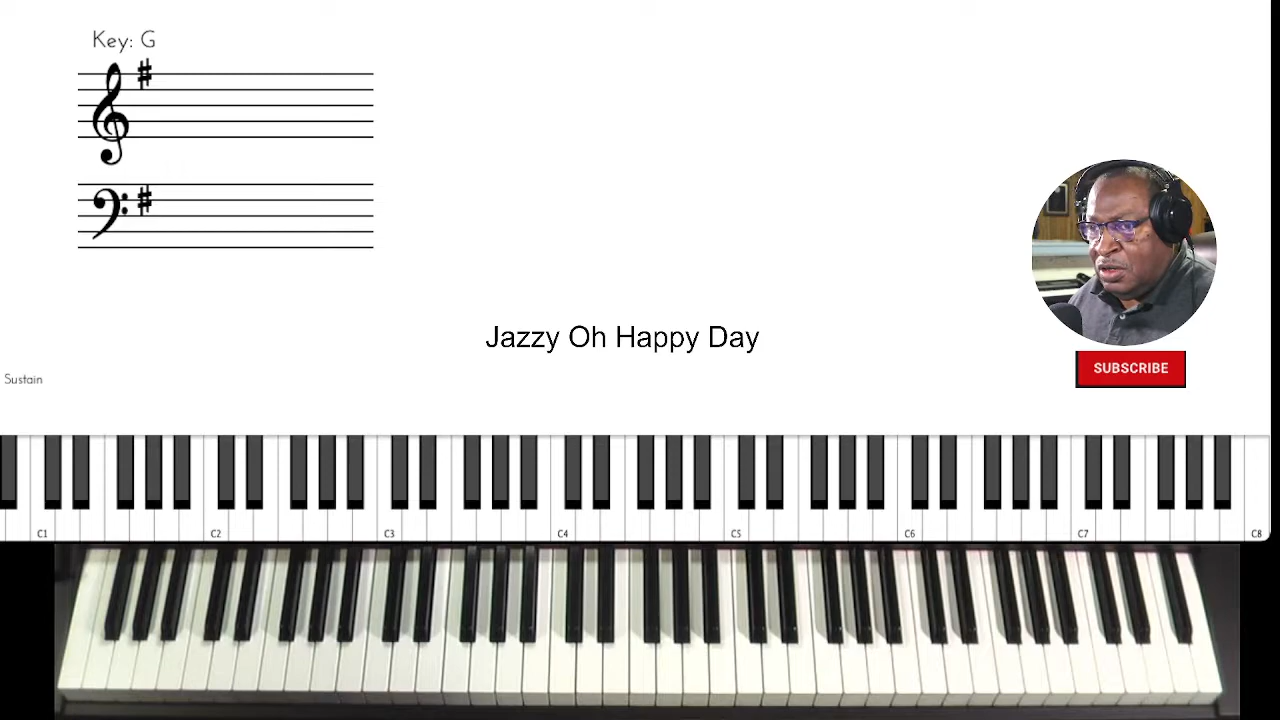 Key: G
Jazzy Oh Happy Day
SUBSCRIBE
Sustain
C1 C2 C3 C4 C5 C6 C7 C8